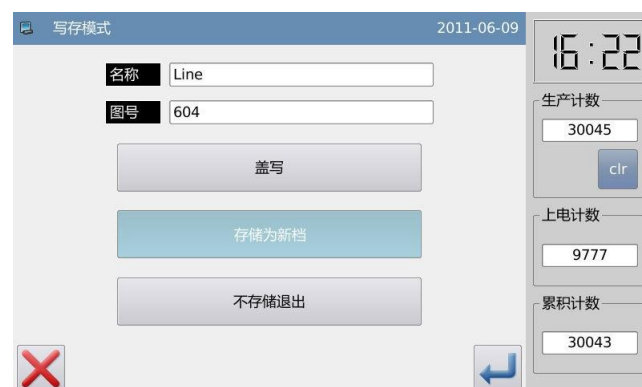 写存模式 2011-06-09
16:22
名称 Line
图号 604
盖写
存储为新档
不存储退出
生产计数
30045
clr
上电计数
9777
累积计数
30043